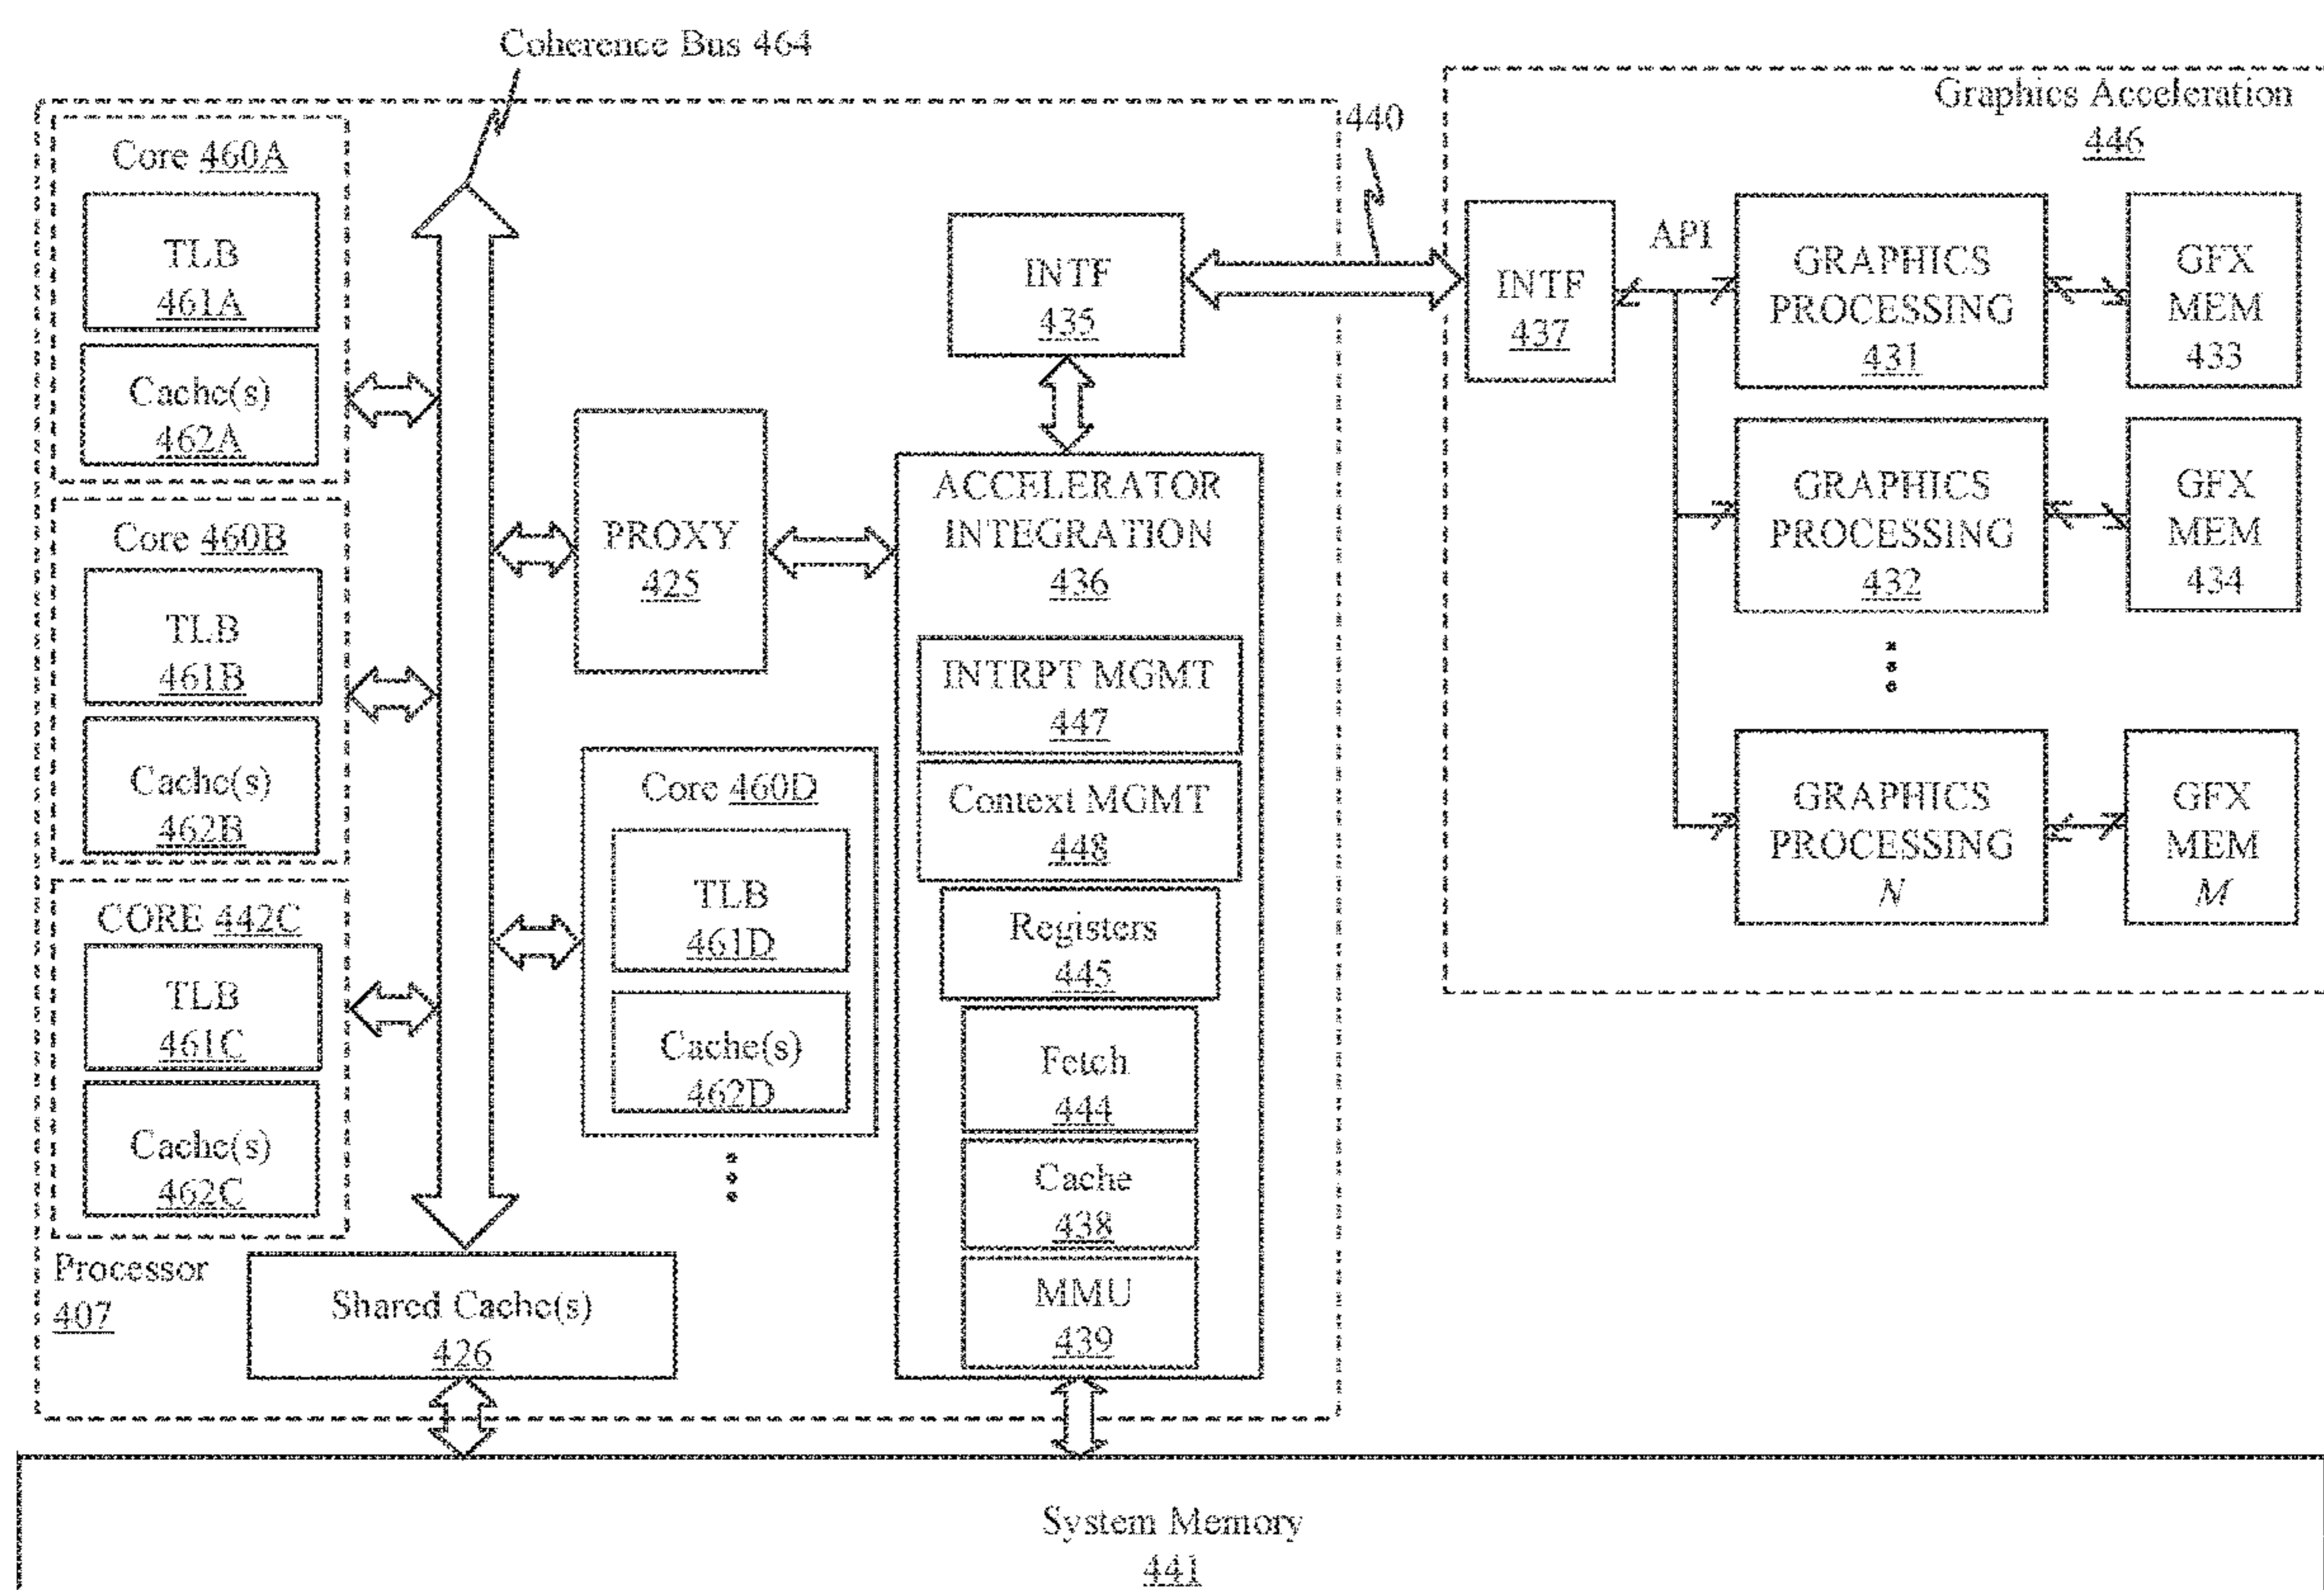 Coherence Bus 464
Core 460A
TLB
461A
Cache(s)
462A
Core 460B
TLB
461B
Cache(s)
462B
CORE 442C
TLB
461C
Cache(s)
462C
Processor
407
Shared Cache(s)
426
PROXY
425
Core 460D
TLB
461D
Cache(s)
462D
INTF
435
ACCELERATOR
INTEGRATION
436
INTRPT MGMT
447
Context MGMT
448
Registers
445
Fetch
444
Cache
438
MMU
439
440
Graphics Acceleration
446
INTF
437
API
GRAPHICS
PROCESSING
431
GFX
MEM
433
GRAPHICS
PROCESSING
432
GFX
MEM
434
GRAPHICS
PROCESSING
N
GFX
MEM
M
System Memory
441